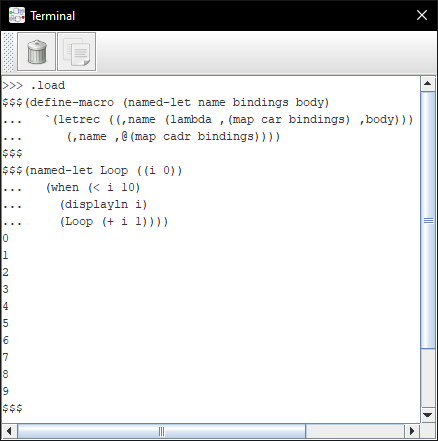 Terminal
>>> .load
$$$(define-macro (named-let name bindings body)
...   `(letrec ((,name (lambda ,(map car bindings) ,body)))
...      (,name ,@(map cadr bindings))))
$$$
$$$(named-let Loop ((i 0))
...   (when (< i 10)
...     (displayln i)
...     (Loop (+ i 1))))
0
1
2
3
4
5
6
7
8
9
$$$